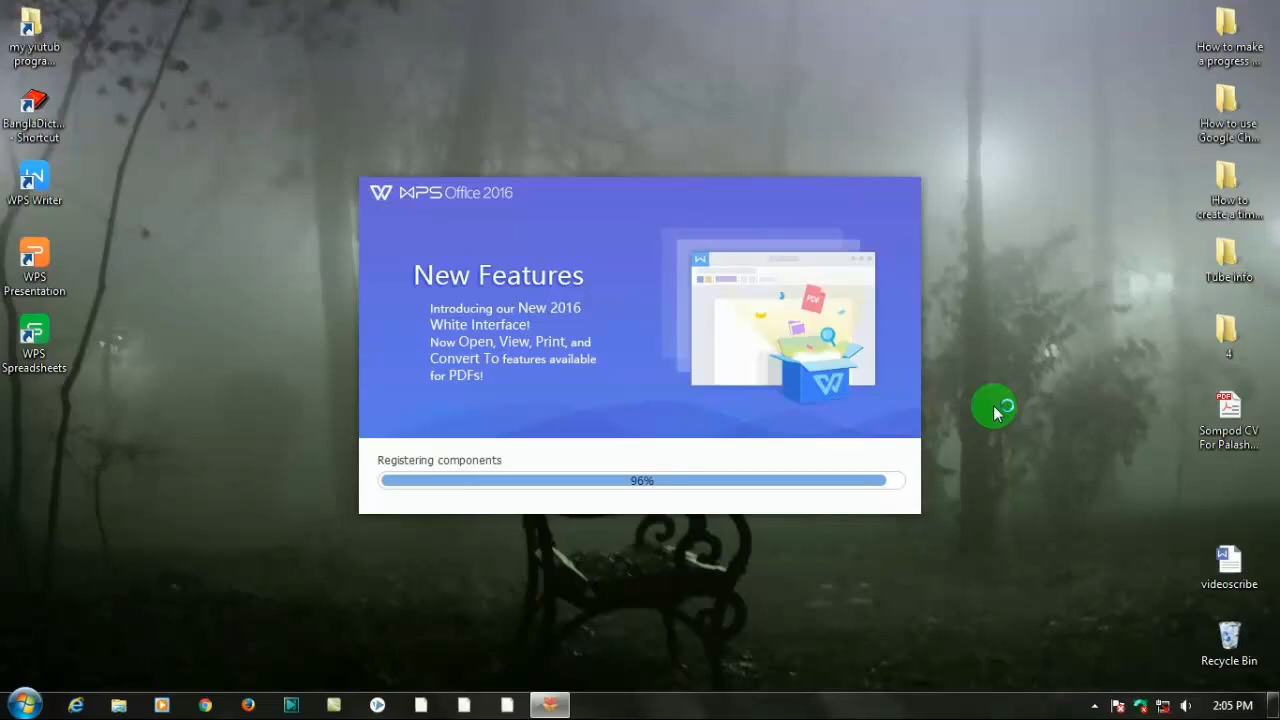 my yiutub
progra...
BanglaDict...
- Shortcut
WPS Writer
WPS
Presentation
WPS
Spreadsheets
WPS Office 2016
New Features
Introducing our New 2016
White Interface!
Now Open, View, Print, and
Convert To features available
for PDFs!
PDF
Registering components
96%
How to make
a progress ...
How to use
Google Ch...
How to
create a tim...
Tube info
4
PDF
Sompod CV
For Palash...
videoscribe
Recycle Bin
2:05 PM